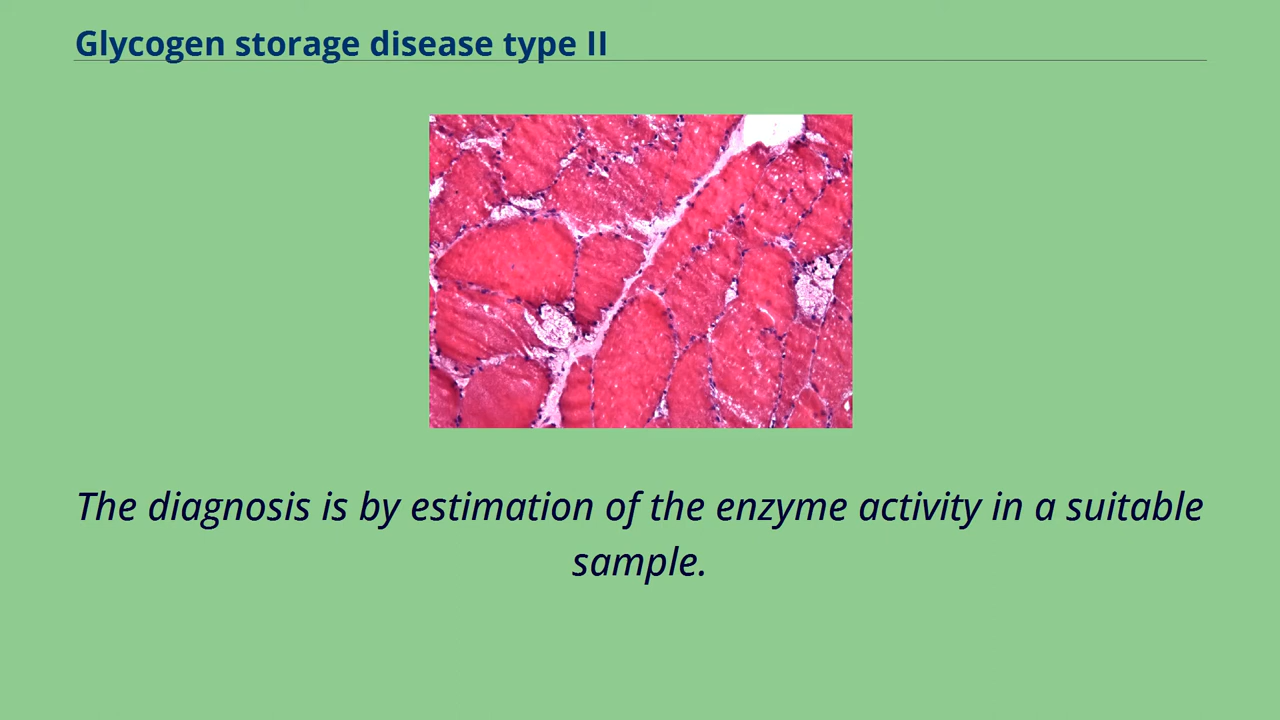 Glycogen storage disease type II
The diagnosis is by estimation of the enzyme activity in a suitable
sample.